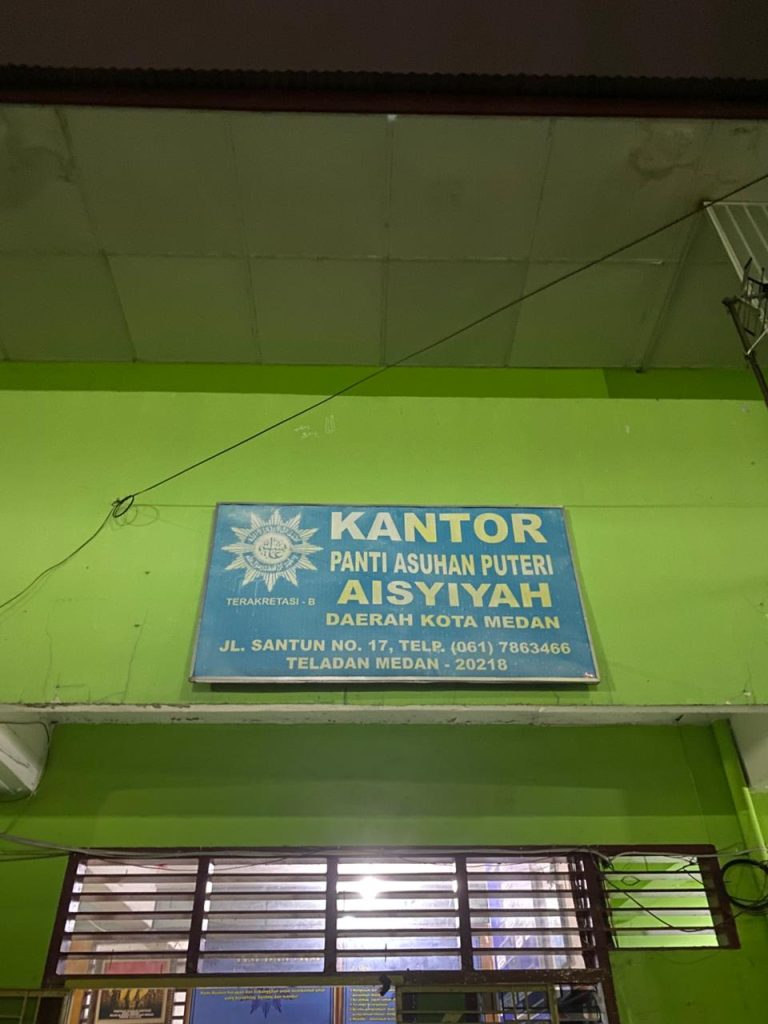 KANTOR
PANTI ASUHAN PUTERI
AISYIYAH
DAERAH KOTA MEDAN
TERAKRETASI - B
JL. SANTUN NO. 17, TELP. (061) 7863466
TELADAN MEDAN - 20218